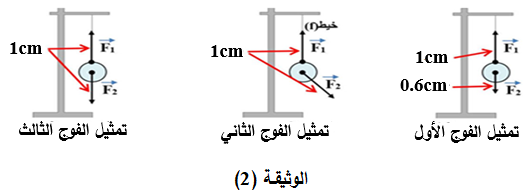 خيط(f)
1cm
F₁
F₂
تمثيل الفوج الثالث
1cm
F₁
F₂
تمثيل الفوج الثاني
1cm
0.6cm
F₁
F₂
تمثيل الفوج الأول
الوثيقة (2)